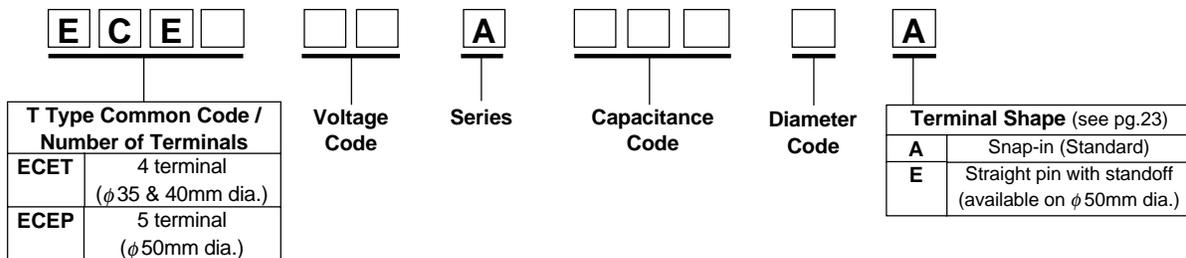 E C E A A
T Type Common Code /
Number of Terminals
ECET 4 terminal
(ϕ35 & 40mm dia.)
ECEP 5 terminal
(ϕ50mm dia.)
Voltage
Code
Series
Capacitance
Code
Diameter
Code
Terminal Shape (see pg.23)
A Snap-in (Standard)
E Straight pin with standoff
(available on ϕ50mm dia.)